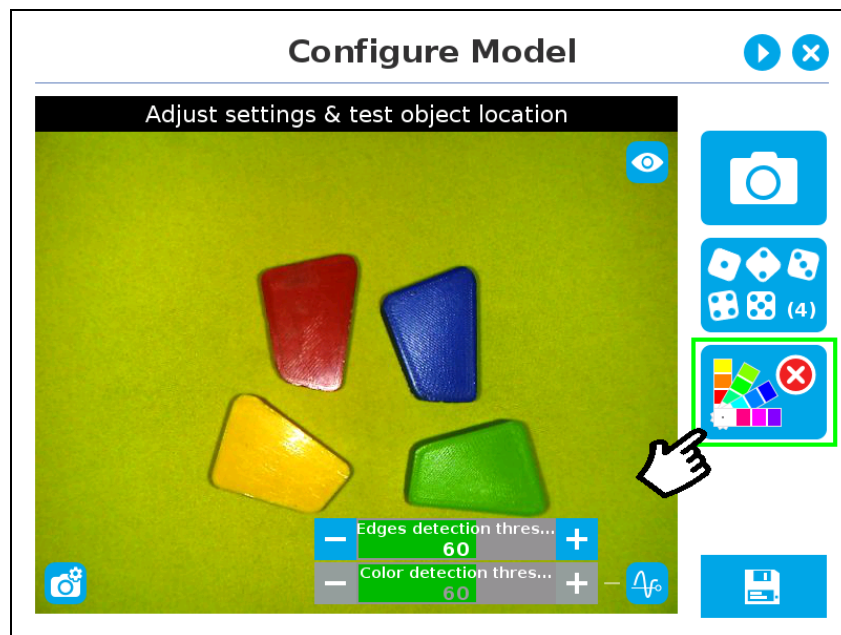 Configure Model
Adjust settings & test object location
(4)
Edges detection thres...
60
Color detection thres...
60